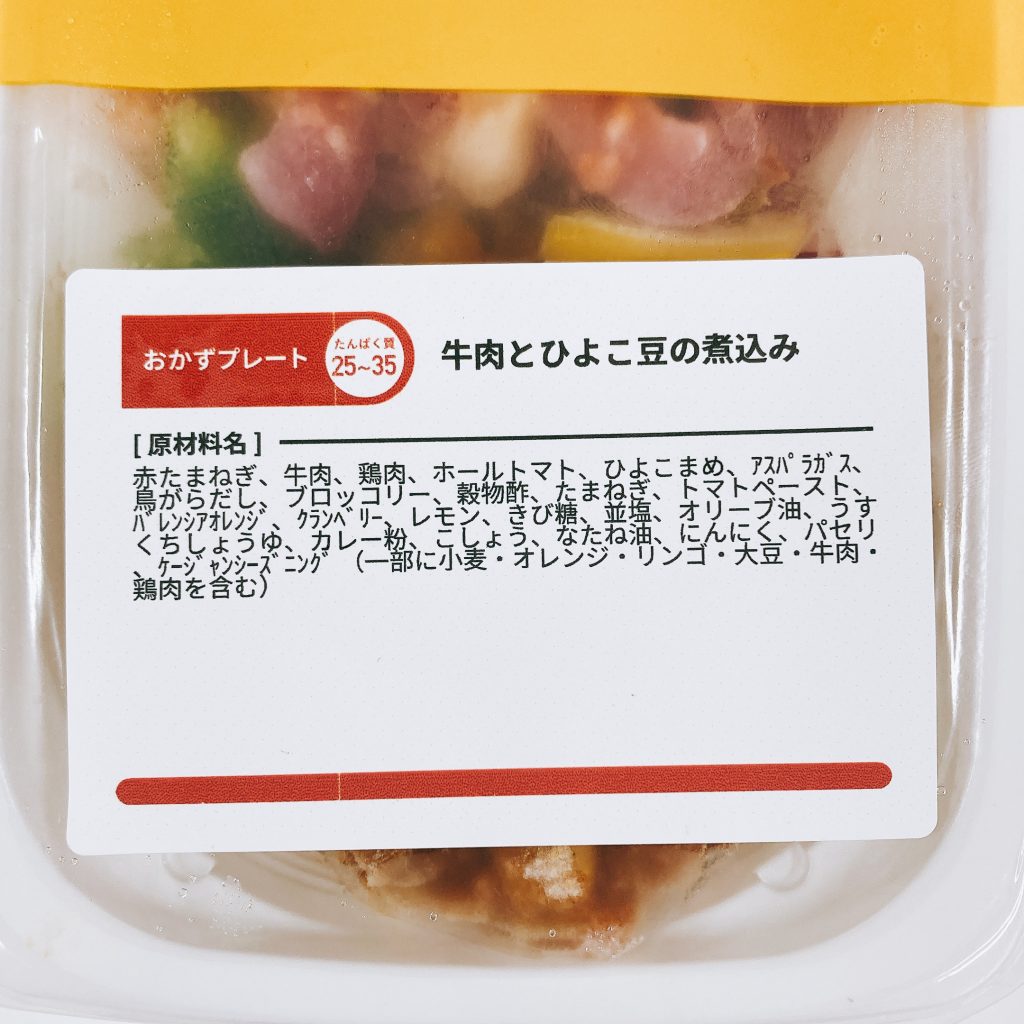 おかずプレート
たんぱく質
25~35
牛肉とひよこ豆の煮込み
[ 原材料名 ]
赤たまねぎ、牛肉、鶏肉、ホールトマト、ひよこまめ、ｱｽﾊﾟﾗｶﾞｽ、
鳥がらだし、ブロッコリー、穀物酢、たまねぎ、トマトペースト、
ﾊﾞﾚﾝｼｱｵﾚﾝｼﾞ、ｸﾗﾝﾍﾞﾘｰ、レモン、きび糖、並塩、オリーブ油、うす
くちしょうゆ、カレー粉、こしょう、なたね油、にんにく、パセリ
、ｹｰｼﾞｬﾝｼｰｽﾞﾆﾝｸﾞ（一部に小麦・オレンジ・リンゴ・大豆・牛肉・
鶏肉を含む）